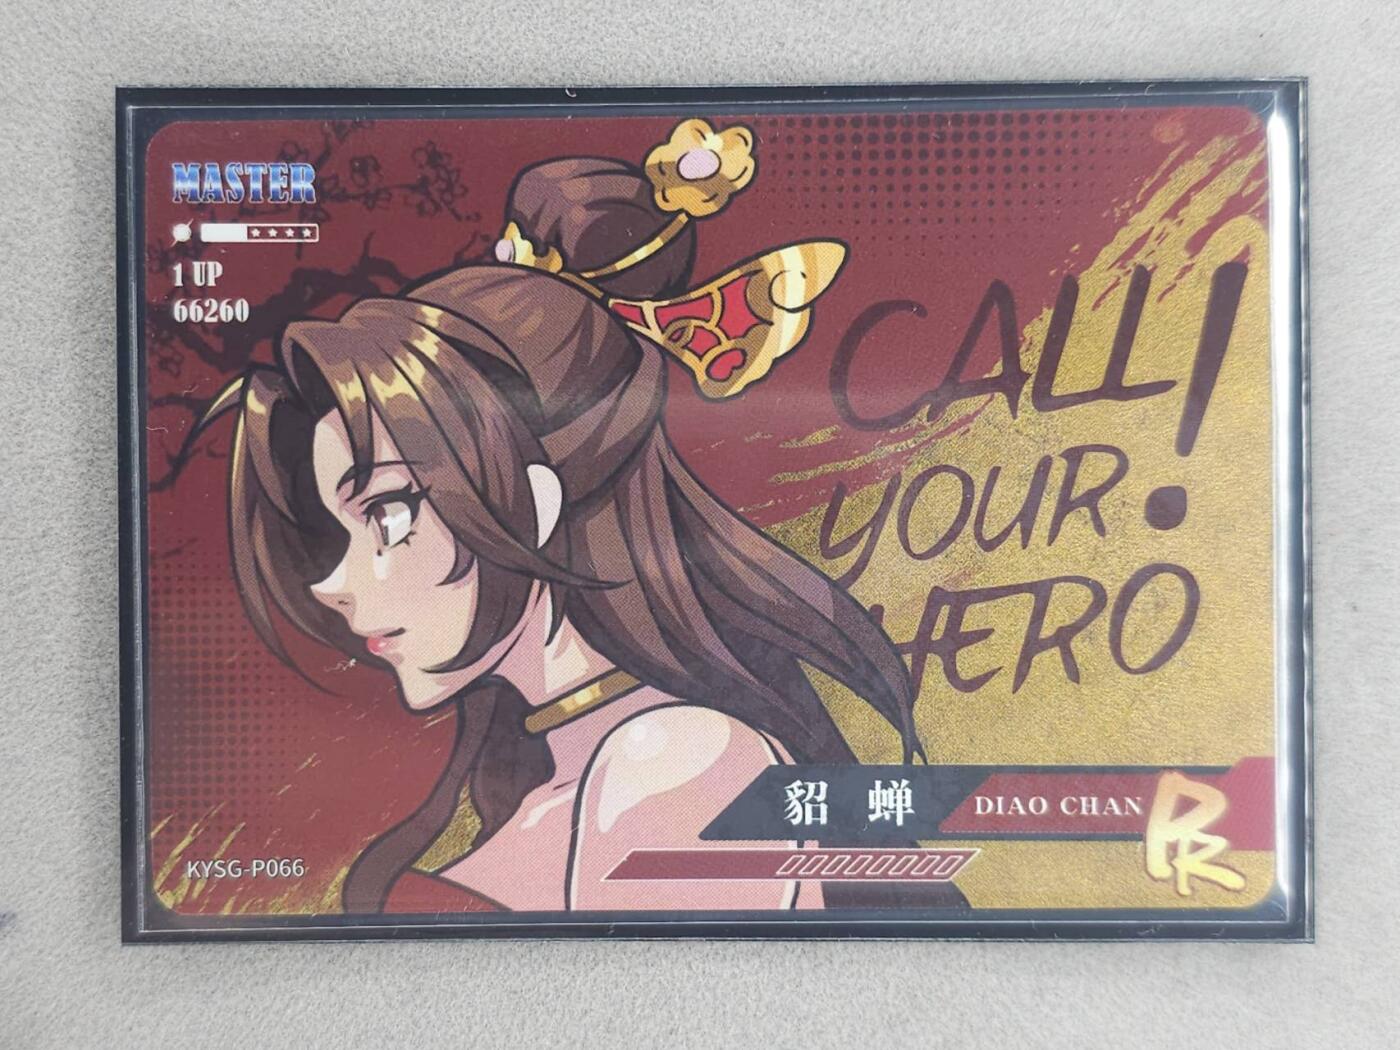 MASTER
1 UP
66260
CALL!
YOUR
HERO
貂 蝉
DIAO CHAN
PR
KYSG-P066